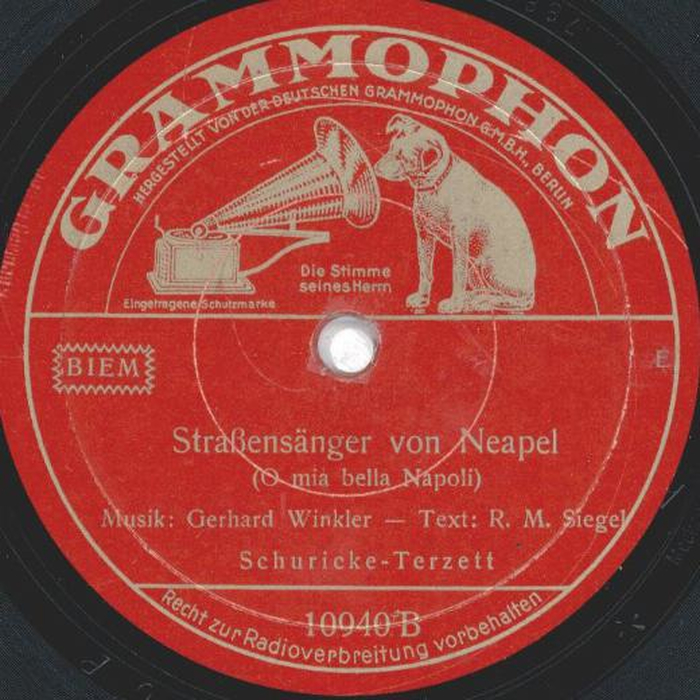 GRAMMOPHON
HERGESTELLT VON DER DEUTSCHEN GRAMMOPHON G.M.B.H., BERLIN
Die Stimme
seines Herrn
Eingetragene Schutzmarke
BIEM
E
Straßensänger von Neapel
(O mia bella Napoli)
Musik: Gerhard Winkler — Text: R. M. Siegel
Schuricke-Terzett
10940 B
Recht zur Radioverbreitung vorbehalten